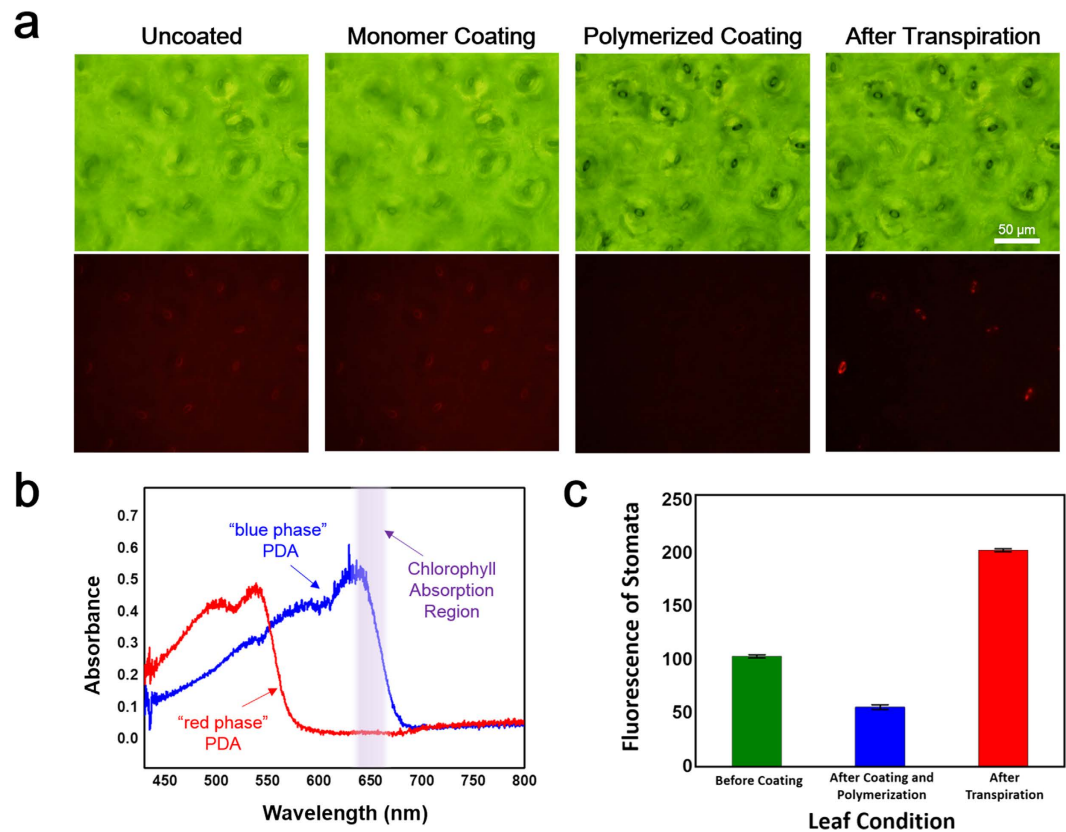 a
Uncoated
Monomer Coating
Polymerized Coating
After Transpiration
50 µm
b
0.7
0.6
0.5
0.4
0.3
0.2
0.1
0.0
Absorbance
“blue phase”
PDA
Chlorophyll
Absorption
Region
“red phase”
PDA
450 500 550 600 650 700 750 800
Wavelength (nm)
c
250
200
150
100
50
0
Fluorescence of Stomata
Before Coating
After Coating and
Polymerization
After
Transpiration
Leaf Condition